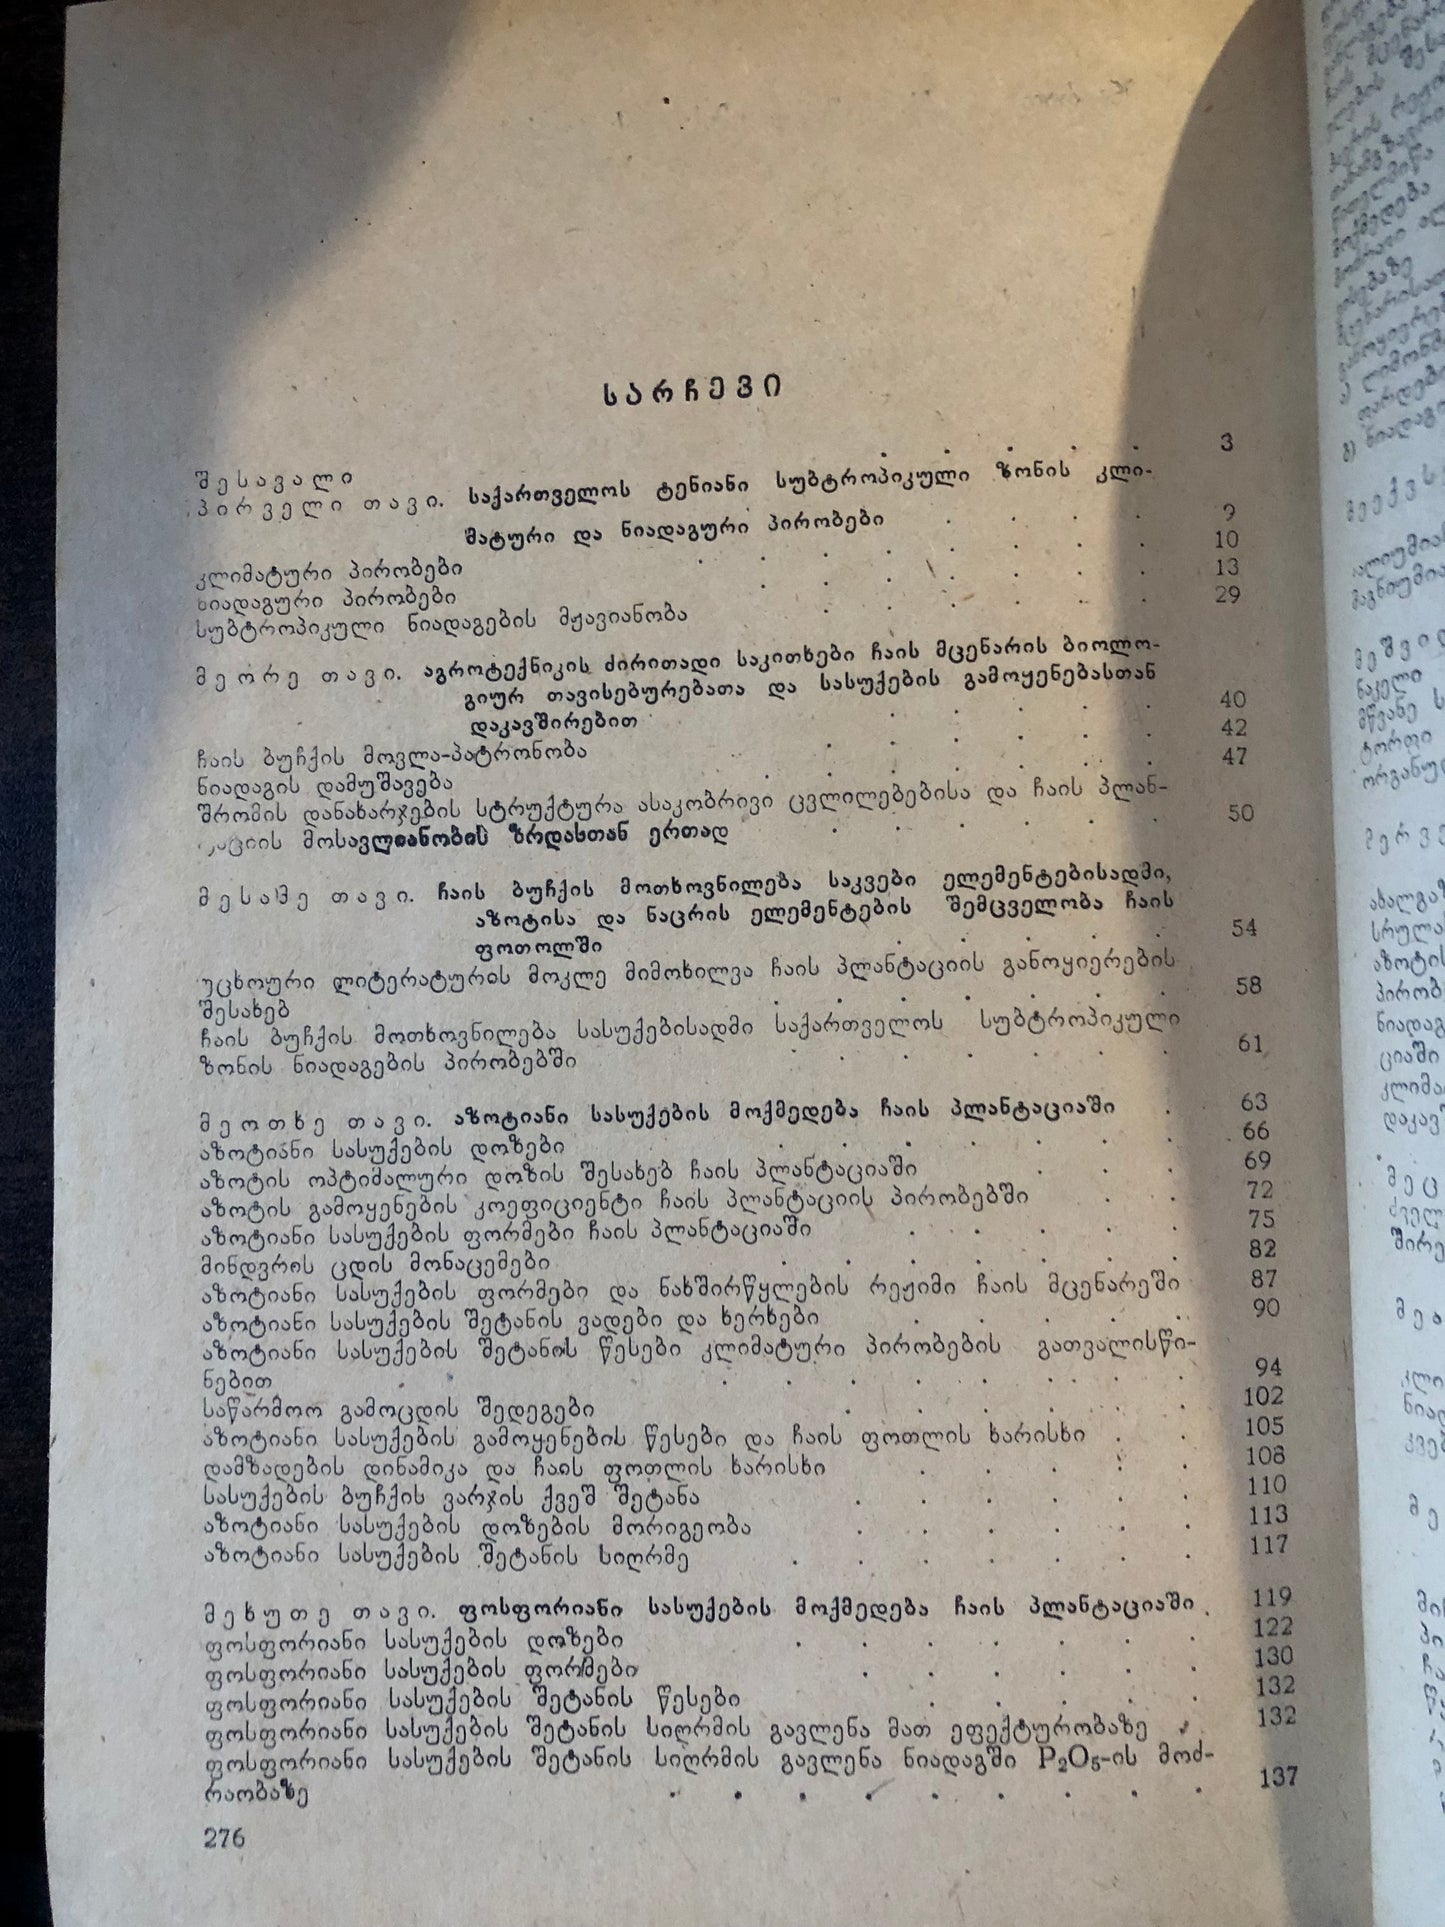 სარჩევი
შესავალი . . . . . 3
პირველი თავი. საქართველოს ტენიანი სუბტროპიკული ზონის კლი-
მატური და ნიადაგური პირობები . . . . 9
კლიმატური პირობები . . . . . . . . 10
ნიადაგური პირობები . . . . . . . 13
სუბტროპიკული ნიადაგების მჟავიანობა . . . . . . 29
მეორე თავი. აგროტექნიკის ძირითადი საკითხები ჩაის მცენარის ბიოლო-
გიურ თავისებურებათა და სასუქების გამოყენებასთან
დაკავშირებით . . . . . 40
ჩაის ბუჩქის მოვლა-პატრონობა . . . . . . 42
ნიადაგის დამუშავება . . . . . . . 47
შრომის დანახარჯების სტრუქტურა ასაკობრივი ცვლილებებისა და ჩაის პლან-
ტაციის მოსავლიანობის ზრდასთან ერთად . . . . . . 50
მესამე თავი. ჩაის ბუჩქის მოთხოვნილება საკვები ელემენტებისადმი,
აზოტისა და ნაცრის ელემენტების შემცველობა ჩაის
ფოთოლში . . . . . 54
უცხოური ლიტერატურის მოკლე მიმოხილვა ჩაის პლანტაციის განოყიერების
შესახებ . . . . . . . 58
ჩაის ბუჩქის მოთხოვნილება სასუქებისადმი საქართველოს სუბტროპიკული
ზონის ნიადაგების პირობებში . . . . . . . 61
მეოთხე თავი. აზოტიანი სასუქების მოქმედება ჩაის პლანტაციაში . 63
აზოტიანი სასუქების დოზები . . . . . . . 66
აზოტის ოპტიმალური დოზის შესახებ ჩაის პლანტაციაში . . . 69
აზოტის გამოყენების კოეფიციენტი ჩაის პლანტაციის პირობებში . . 72
აზოტიანი სასუქების ფორმები ჩაის პლანტაციაში . . . . . 75
მინდვრის ცდის მონაცემები . . . . . . . 82
აზოტიანი სასუქების ფორმები და ნახშირწყლების რეჟიმი ჩაის მცენარეში 87
აზოტიანი სასუქების შეტანის ვადები და ხერხები . . . . . 90
აზოტიანი სასუქების შეტანის წესები კლიმატური პირობების გათვალისწი-
ნებით . . . . . . . . 94
საწარმოო გამოცდის შედეგები . . . . . . 102
აზოტიანი სასუქების გამოყენების წესები და ჩაის ფოთლის ხარისხი . . 105
დამზადების დინამიკა და ჩაის ფოთლის ხარისხი . . . . . 108
სასუქების ბუჩქის ვარჯის ქვეშ შეტანა . . . . . . 110
აზოტიანი სასუქების დოზების მორიგეობა . . . . . 113
აზოტიანი სასუქების შეტანის სიღრმე . . . . . . . 117
მეხუთე თავი. ფოსფორიანი სასუქების მოქმედება ჩაის პლანტაციაში . 119
ფოსფორიანი სასუქების დოზები . . . . . . . 122
ფოსფორიანი სასუქების ფორმები . . . . . . 130
ფოსფორიანი სასუქების შეტანის წესები . . . . . 132
ფოსფორიანი სასუქების შეტანის სიღრმის გავლენა მათ ეფექტურობაზე . 132
ფოსფორიანი სასუქების შეტანის სიღრმის გავლენა ნიადაგში P₂O₅-ის მოძ-
რაობაზე . . . . . . . . . 137
276